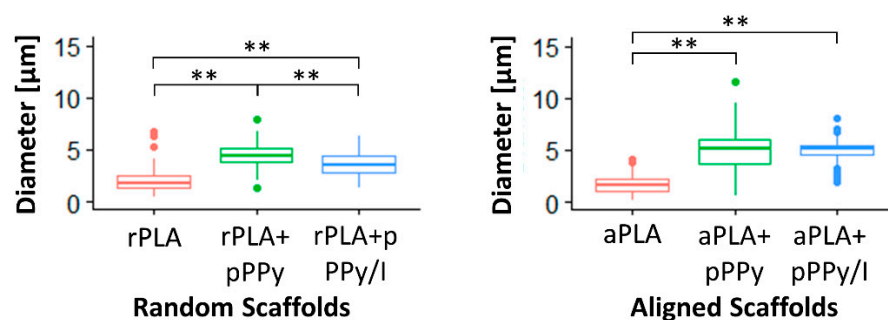 Diameter [µm]
15
10
5
0
**
**
**
rPLA
rPLA+
pPPy
rPLA+p
PPy/I
Random Scaffolds
Diameter [µm]
15
10
5
0
**
**
aPLA
aPLA+
pPPy
aPLA+
pPPy/I
Aligned Scaffolds